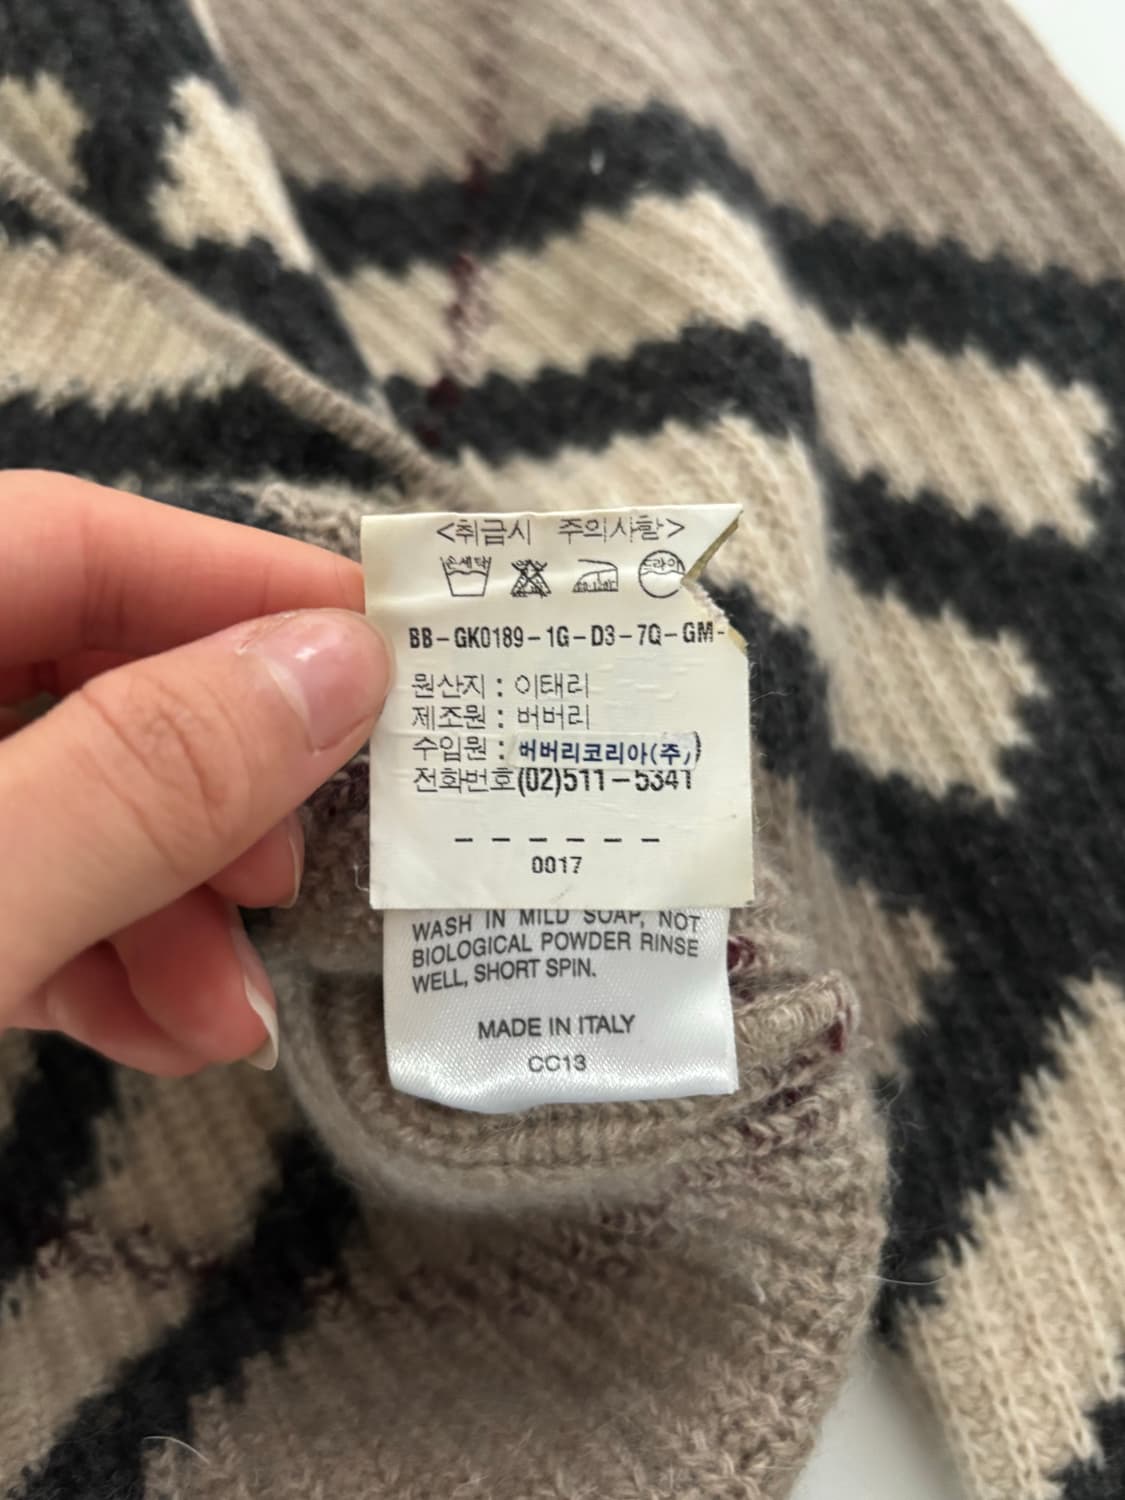 <취급시 주의사항>
손세탁 드라이
BB-GK0189-1G-D3-7Q-GM-
원산지 : 이태리
제조원 : 버버리
수입원 : 버버리코리아(주)
전화번호(02)511-5341
------
0017
WASH IN MILD SOAP, NOT
BIOLOGICAL POWDER RINSE
WELL, SHORT SPIN.
MADE IN ITALY
CC13